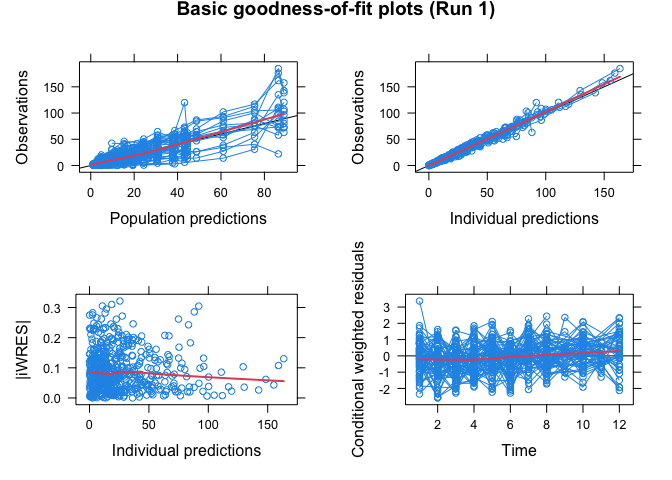 Basic goodness-of-fit plots (Run 1)
Observations
150
100
50
0
0 20 40 60 80
Population predictions
Observations
150
100
50
0
0 50 100 150
Individual predictions
|iWRES|
0.3
0.2
0.1
0.0
0 50 100 150
Individual predictions
Conditional weighted residuals
3
2
1
0
-1
-2
2 4 6 8 10 12
Time